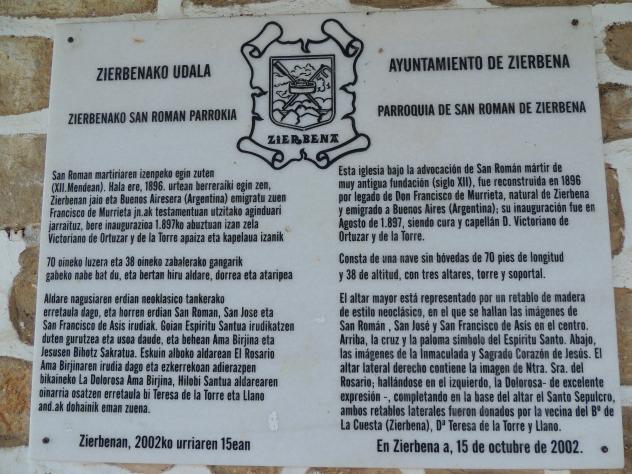 ZIERBENAKO UDALA
ZIERBENAKO SAN ROMAN PARROKIA
ZIERBENA
AYUNTAMIENTO DE ZIERBENA
PARROQUIA DE SAN ROMAN DE ZIERBENA
San Roman martiriaren izenpeko egin zuten
(XII.Mendean). Hala ere, 1896. urtean berreraiki egin zen,
Zierbenan jaio eta Buenos Airesera (Argentina) emigratu zuen
Francisco de Murrieta jn.ak testamentuan utzitako aginduari
jarraituz, bere inaugurazioa 1.897ko abuztuan izan zela
Victoriano de Ortuzar y de la Torre apaiza eta kapelaua izanik
70 oineko luzera eta 38 oineko zabalerako gangarik
gabeko nabe bat du, eta bertan hiru aldare, dorrea eta ataripea
Aldare nagusiaren erdian neoklasico tankerako
erretaula dago, eta horren erdian San Roman, San Jose eta
San Francisco de Asis irudiak. Goian Espiritu Santua irudikatzen
duten gurutzea eta usoa daude, eta behean Ama Birjina eta
Jesusen Bihotz Sakratua. Eskuin alboko aldarean El Rosario
Ama Birjinaren irudia dago eta ezkerrekoan adierazpen
bikaineko La Dolorosa Ama Birjina, Hilobi Santua aldarearen
oinarria osatzen erretaula bi Teresa de la Torre eta Llano
and.ak dohainik eman zuena.
Zierbenan, 2002ko urriaren 15ean
Esta iglesia bajo la advocación de San Román mártir de
muy antigua fundación (siglo XII), fue reconstruida en 1896
por legado de Don Francisco de Murrieta, natural de Zierbena
y emigrado a Buenos Aires (Argentina); su inauguración fue en
Agosto de 1.897, siendo cura y capellán D. Victoriano de
Ortuzar y de la Torre.
Consta de una nave sin bóvedas de 70 pies de longitud
y 38 de altitud, con tres altares, torre y soportal.
El altar mayor está representado por un retablo de madera
de estilo neoclásico, en el que se hallan las imágenes de
San Román , San José y San Francisco de Asis en el centro.
Arriba, la cruz y la paloma simbolo del Espiritu Santo. Abajo,
las imágenes de la Inmaculada y Sagrado Corazón de Jesús. El
altar lateral derecho contiene la imagen de Ntra. Sra. del
Rosario; hallándose en el izquierdo, la Dolorosa- de excelente
expresión -, completando en la base del altar el Santo Sepulcro,
ambos retablos laterales fueron donados por la vecina del Bº de
La Cuesta (Zierbena), Dª Teresa de la Torre y Llano.
En Zierbena a, 15 de octubre de 2002.